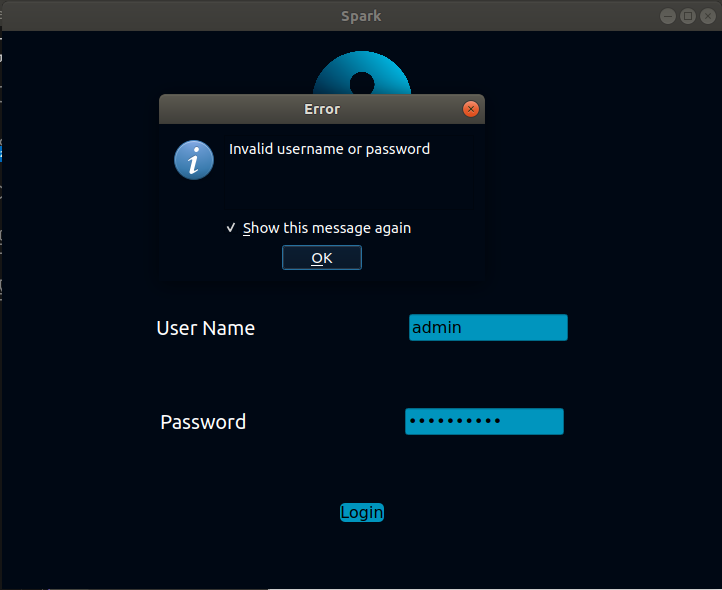 Spark
Error
Invalid username or password
Show this message again
OK
User Name
admin
Password
Login